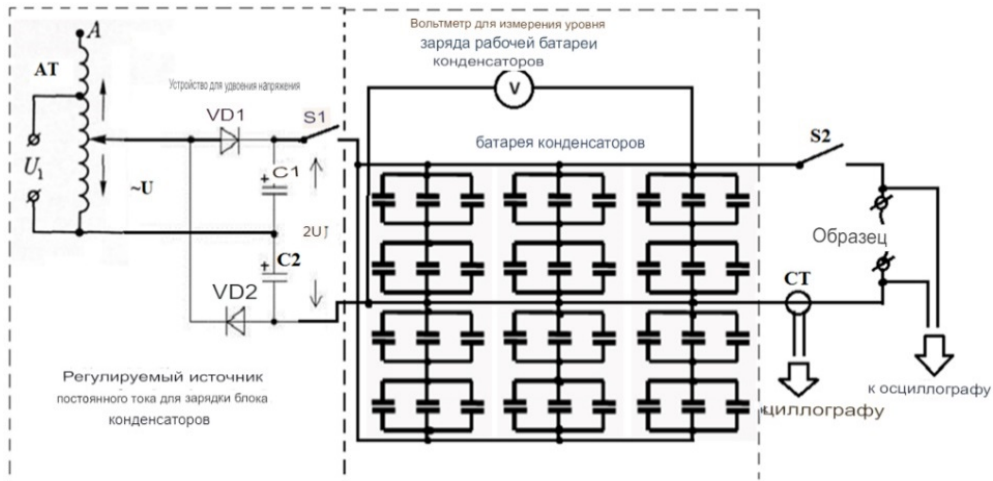 Вольтметр для измерения уровня
заряда рабочей батареи
конденсаторов
V
A
АТ
Устройство для удвоения напряжения
VD1
S1
U1
~U
+
C1
2U
+
C2
VD2
батарея конденсаторов
S2
Образец
CT
Регулируемый источник
постоянного тока для зарядки блока
конденсаторов
циллографу
к осциллографу